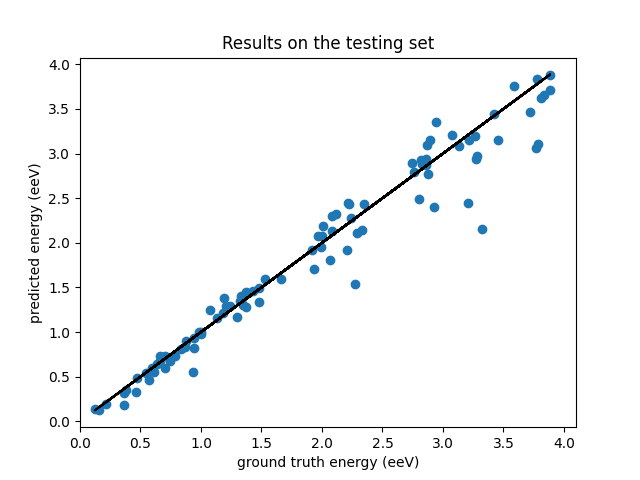 Results on the testing set
4.0
3.5
3.0
2.5
2.0
1.5
1.0
0.5
0.0
predicted energy (eeV)
0.0 0.5 1.0 1.5 2.0 2.5 3.0 3.5 4.0
ground truth energy (eeV)